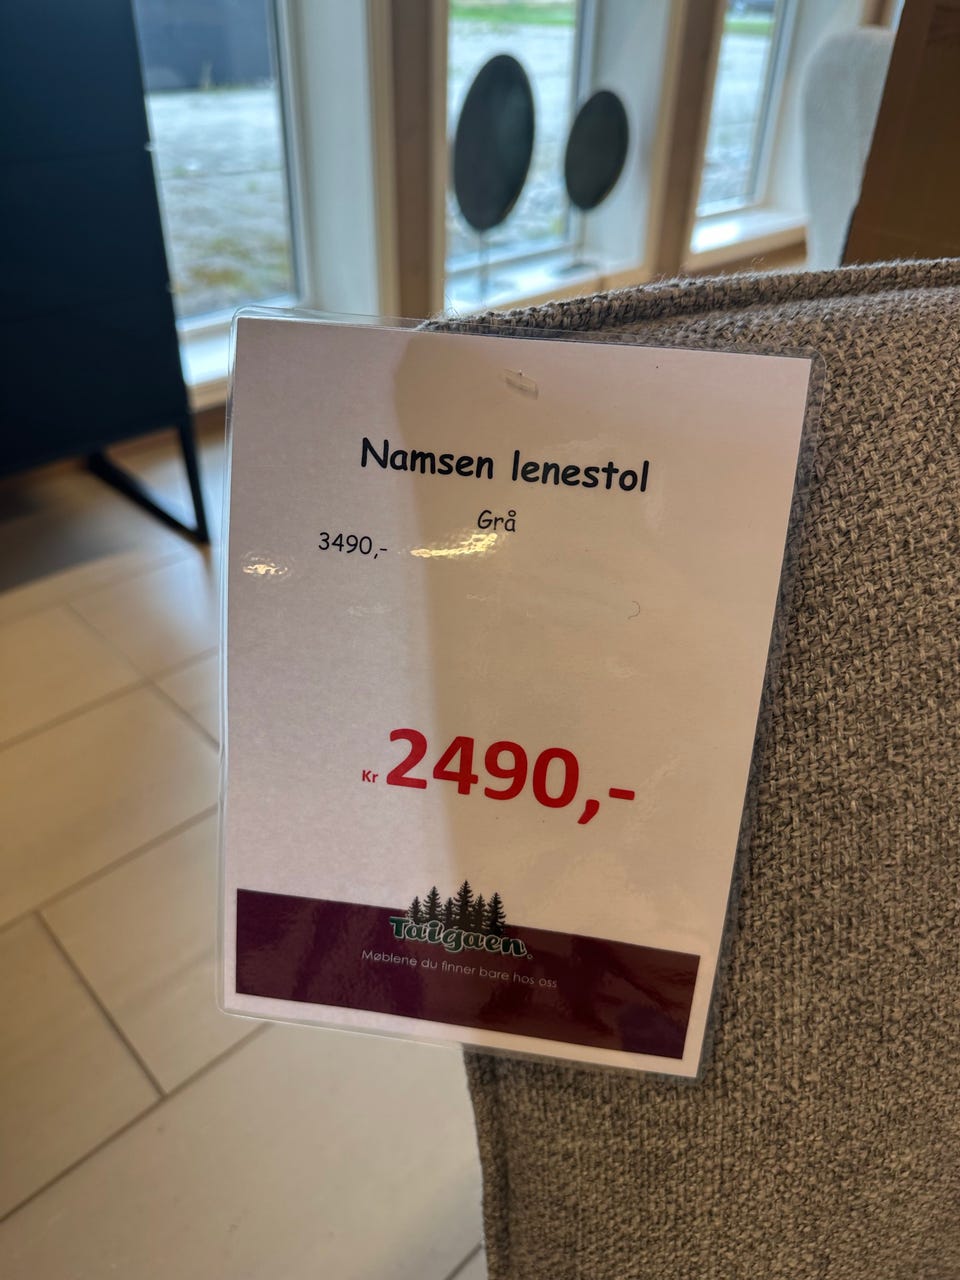 Namsen lenestol
Grå
3490,-
Kr 2490,-
Taigaen
Møblene du finner bare hos oss